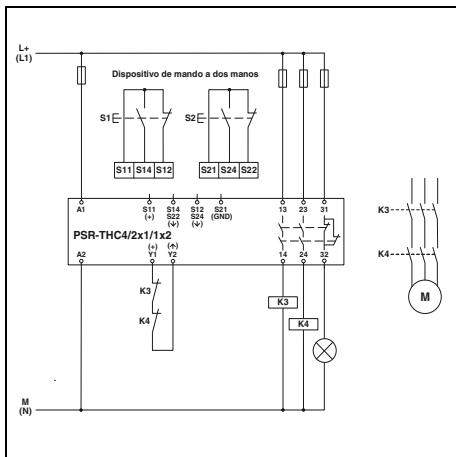 L+
(L1)
Dispositivo de mando a dos manos
S1
S2
S11 S14 S12
S21 S24 S22
A1
S11
(+)
S14
S22
(↓)
S12
S24
(↓)
S21
(GND)
13 23 31
PSR-THC4/2x1/1x2
A2
(+)
Y1
(↑)
Y2
14 24 32
K3
K4
K3
K4
K3
K4
M
M
(N)